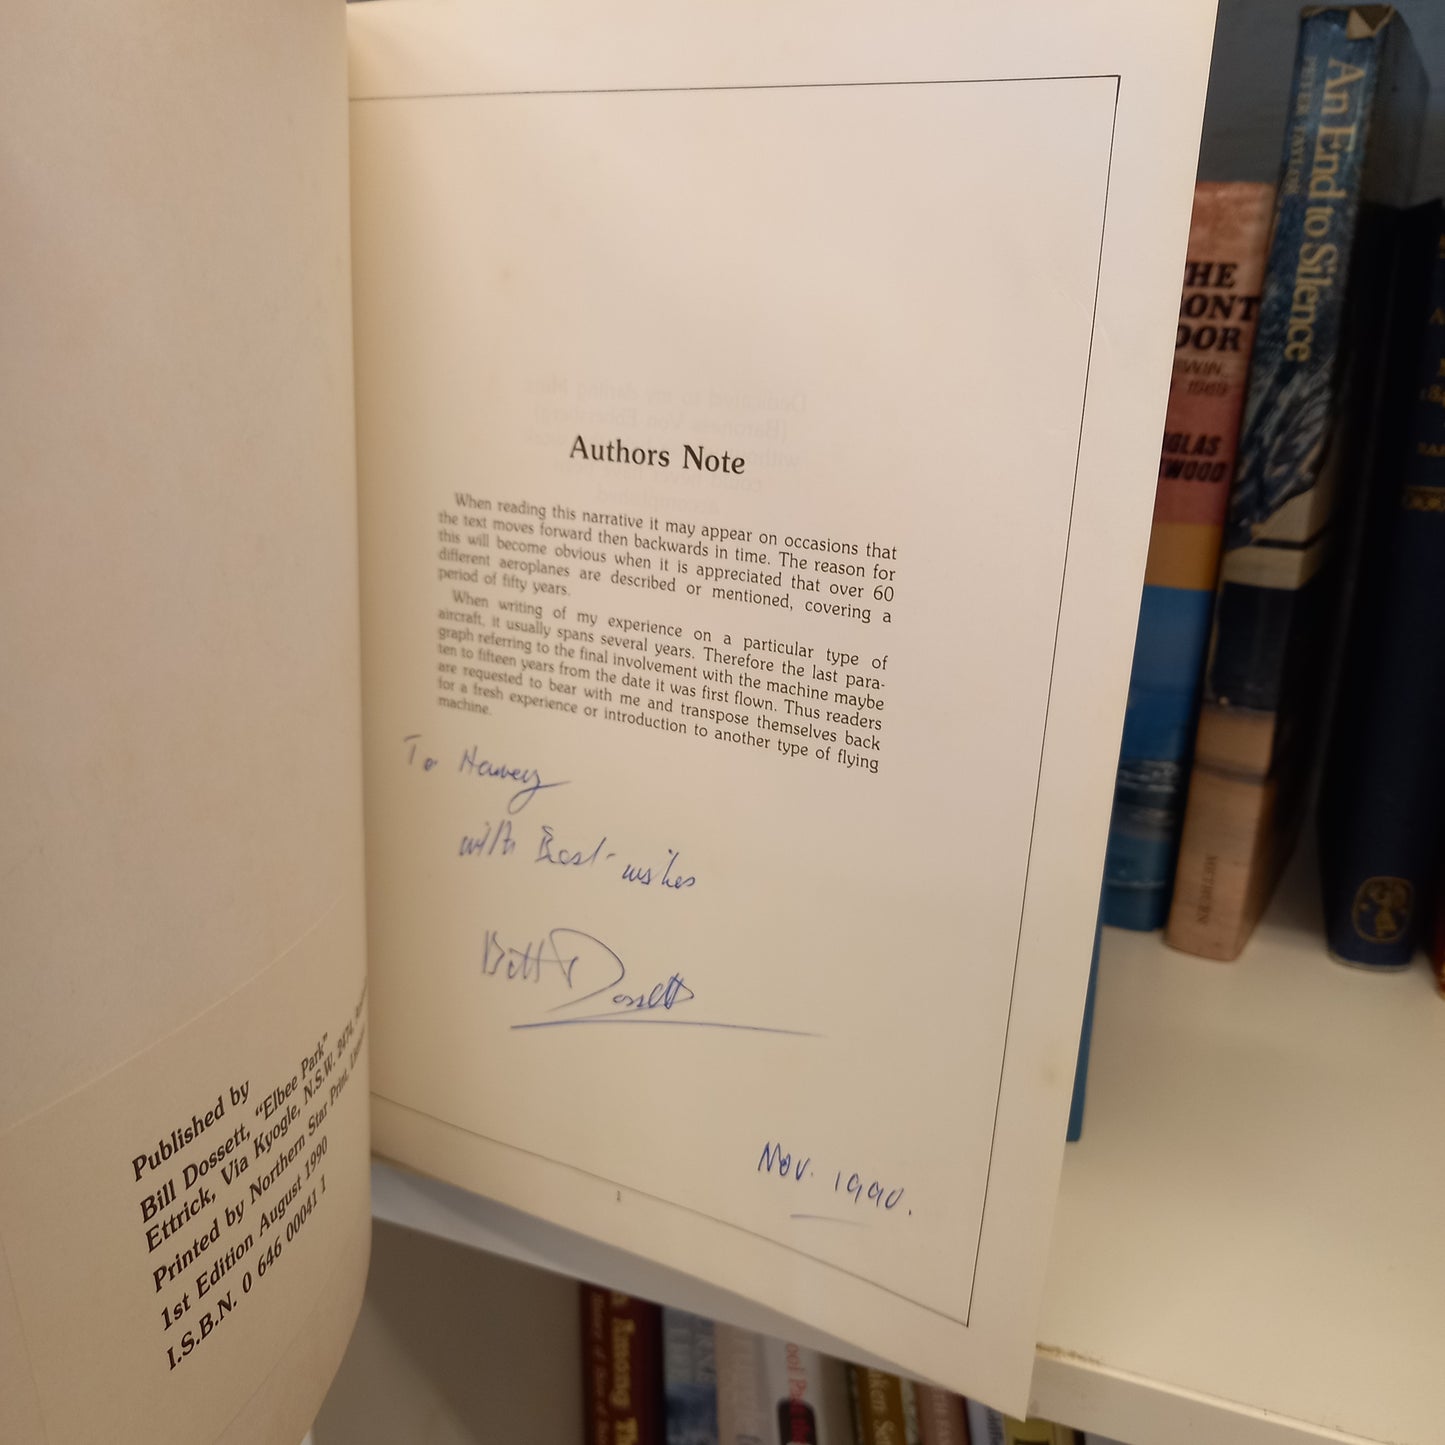 Published by
Bill Dossett, "Elbee Park"
Ettrick, Via Kyogle, N.S.W. 2474,
Printed by Northern Star Print,
1st Edition August 1990
I.S.B.N. 0 646 00041 1
Authors Note
When reading this narrative it may appear on occasions that
the text moves forward then backwards in time. The reason for
this will become obvious when it is appreciated that over 60
different aeroplanes are described or mentioned, covering a
period of fifty years.
When writing of my experience on a particular type of
aircraft, it usually spans several years. Therefore the last para-
graph referring to the final involvement with the machine maybe
ten to fifteen years from the date it was first flown. Thus readers
are requested to bear with me and transpose themselves back
for a fresh experience or introduction to another type of flying
machine.
To Harvey
with Best wishes
Bill Dossett
Nov. 1990.
An End to Silence
PETER TAYLOR
THE
FRONT
DOOR
1969
METHUEN